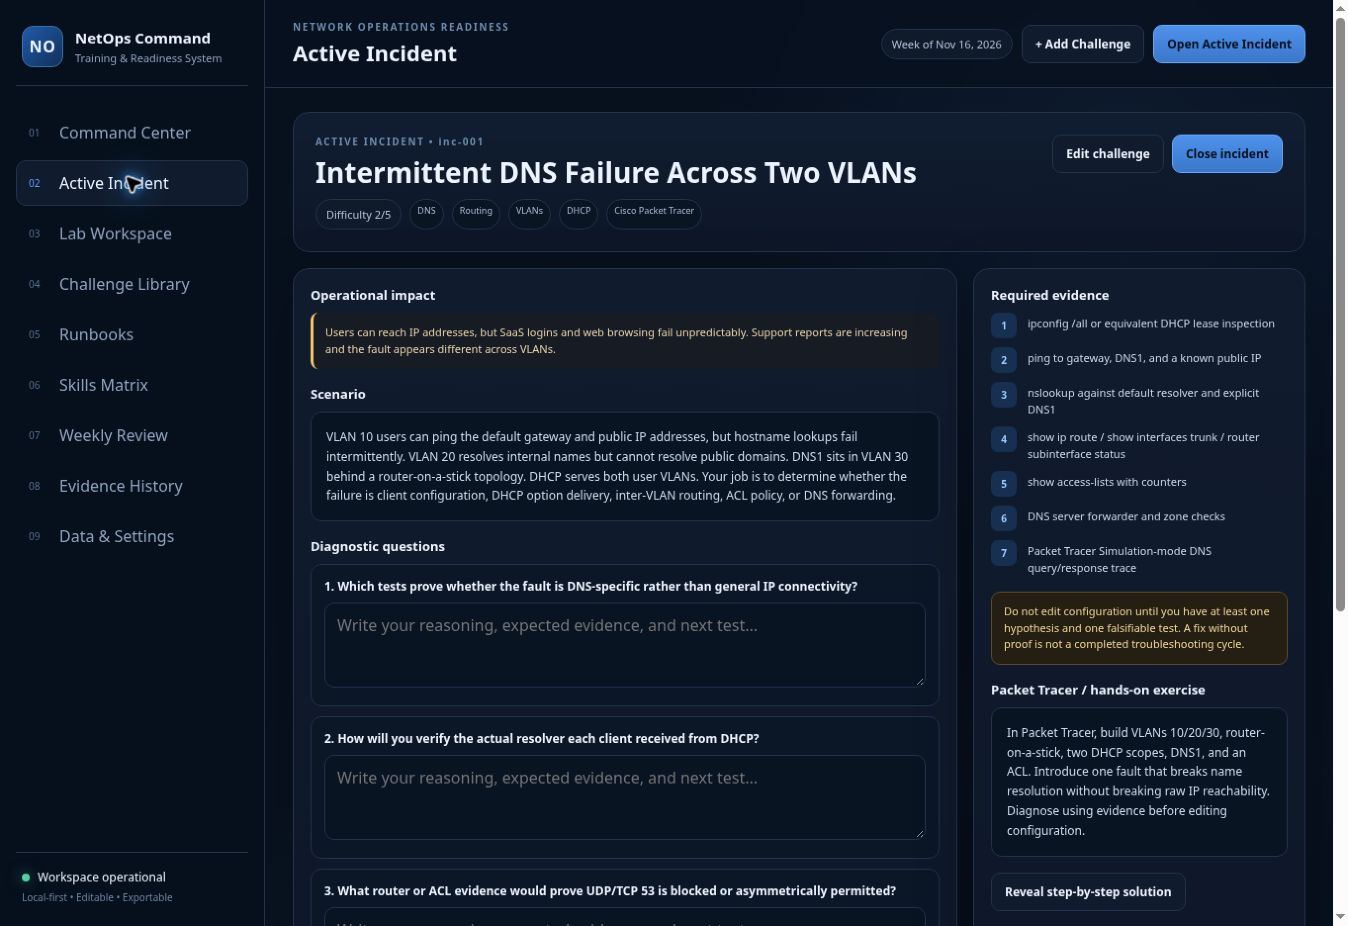 NO
NetOps Command
Training & Readiness System
01 Command Center
02 Active Incident
03 Lab Workspace
04 Challenge Library
05 Runbooks
06 Skills Matrix
07 Weekly Review
08 Evidence History
09 Data & Settings
Workspace operational
Local-first • Editable • Exportable
NETWORK OPERATIONS READINESS
Active Incident
Week of Nov 16, 2026
+ Add Challenge
Open Active Incident
ACTIVE INCIDENT • inc-001
Intermittent DNS Failure Across Two VLANs
Edit challenge
Close incident
Difficulty 2/5
DNS
Routing
VLANs
DHCP
Cisco Packet Tracer
Operational impact
Users can reach IP addresses, but SaaS logins and web browsing fail unpredictably. Support reports are increasing
and the fault appears different across VLANs.
Scenario
VLAN 10 users can ping the default gateway and public IP addresses, but hostname lookups fail
intermittently. VLAN 20 resolves internal names but cannot resolve public domains. DNS1 sits in VLAN 30
behind a router-on-a-stick topology. DHCP serves both user VLANs. Your job is to determine whether the
failure is client configuration, DHCP option delivery, inter-VLAN routing, ACL policy, or DNS forwarding.
Diagnostic questions
1. Which tests prove whether the fault is DNS-specific rather than general IP connectivity?
Write your reasoning, expected evidence, and next test...
2. How will you verify the actual resolver each client received from DHCP?
Write your reasoning, expected evidence, and next test...
3. What router or ACL evidence would prove UDP/TCP 53 is blocked or asymmetrically permitted?
Write your reasoning, expected evidence, and next test...
Required evidence
1 ipconfig /all or equivalent DHCP lease inspection
2 ping to gateway, DNS1, and a known public IP
3 nslookup against default resolver and explicit
DNS1
4 show ip route / show interfaces trunk / router
subinterface status
5 show access-lists with counters
6 DNS server forwarder and zone checks
7 Packet Tracer Simulation-mode DNS
query/response trace
Do not edit configuration until you have at least one
hypothesis and one falsifiable test. A fix without
proof is not a completed troubleshooting cycle.
Packet Tracer / hands-on exercise
In Packet Tracer, build VLANs 10/20/30, router-
on-a-stick, two DHCP scopes, DNS1, and an
ACL. Introduce one fault that breaks name
resolution without breaking raw IP reachability.
Diagnose using evidence before editing
configuration.
Reveal step-by-step solution